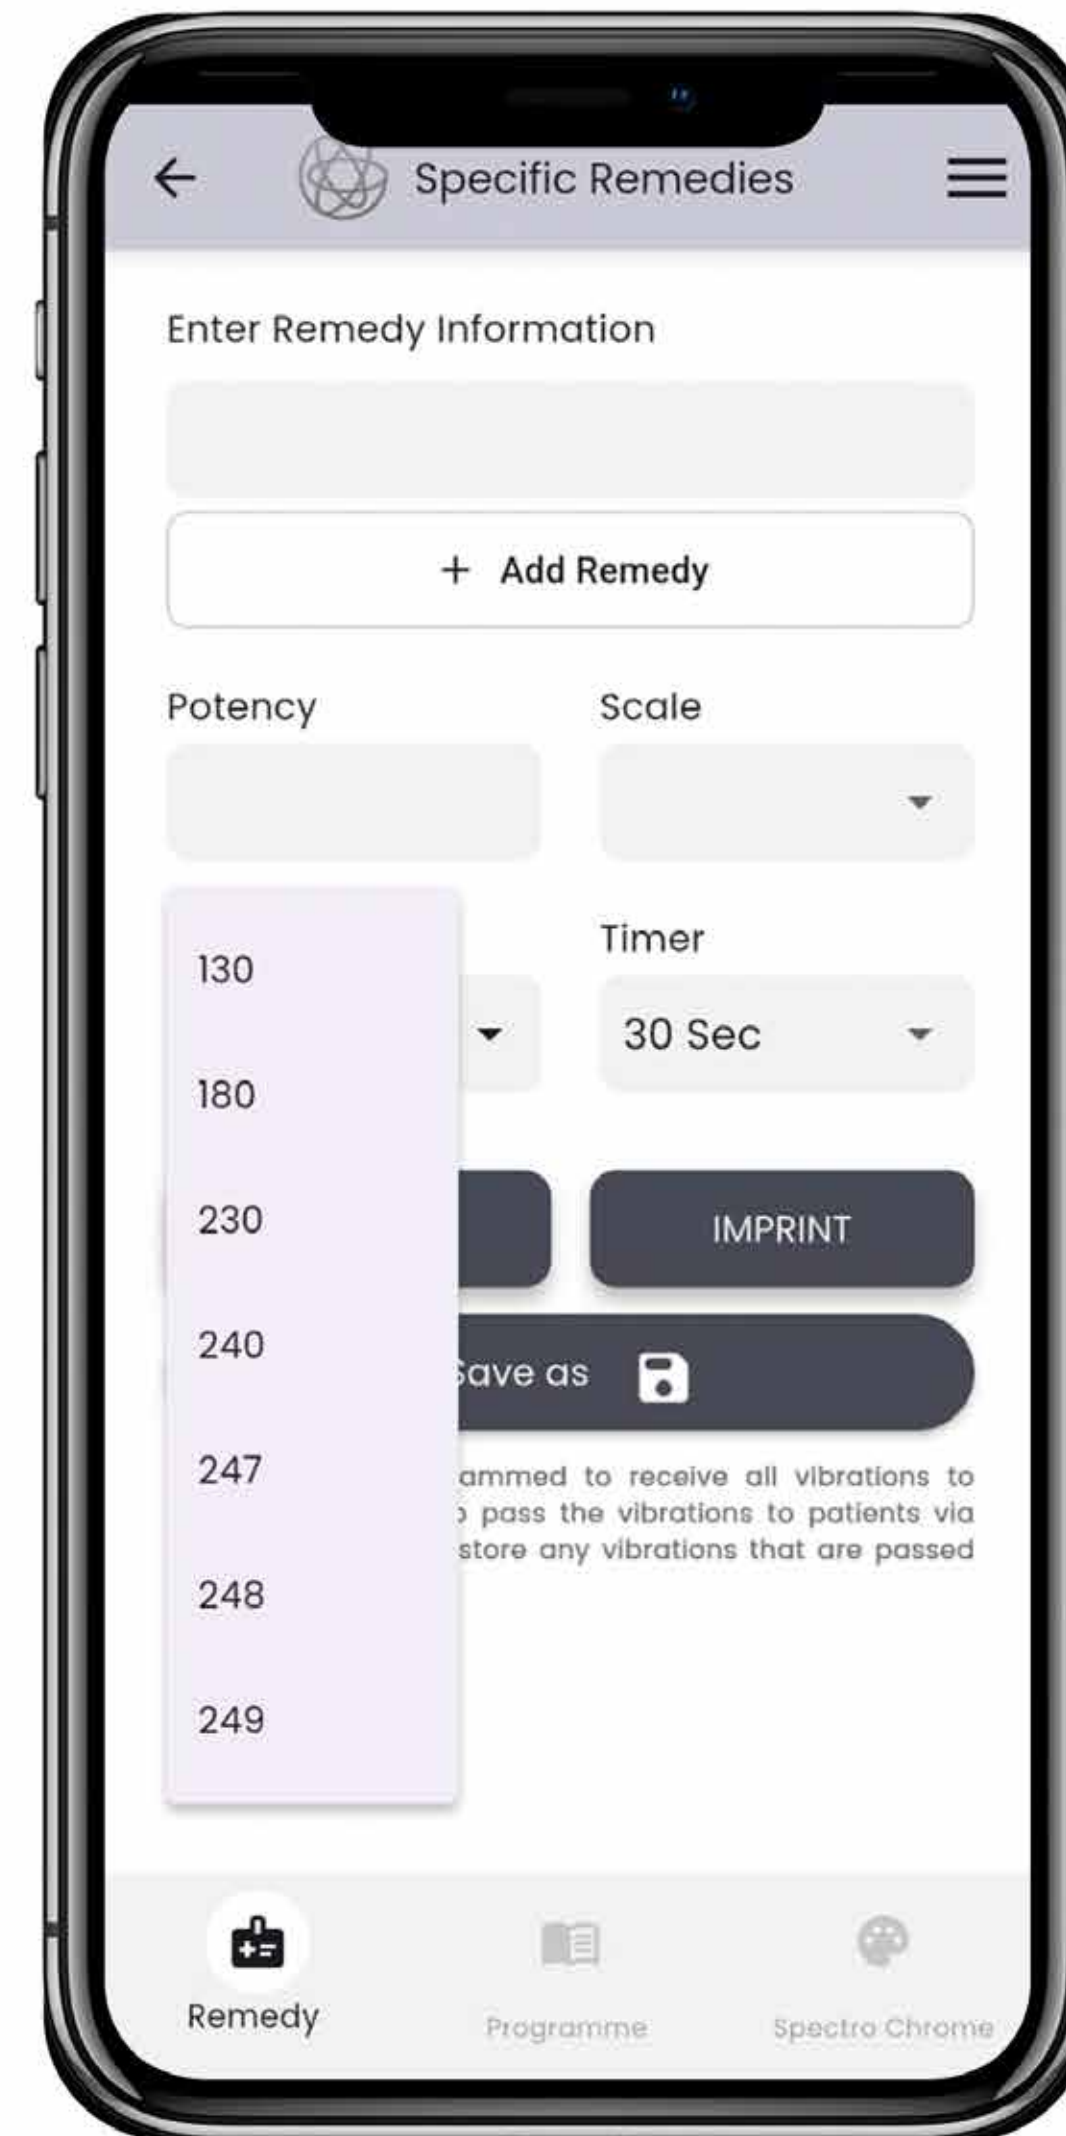 Specific Remedies
Enter Remedy Information
+ Add Remedy
Potency Scale
Timer
130
30 Sec
180
230
IMPRINT
240
Save as
247
ammed to receive all vibrations to
pass the vibrations to patients via
store any vibrations that are passed
248
249
Remedy
Programme
Spectro Chrome